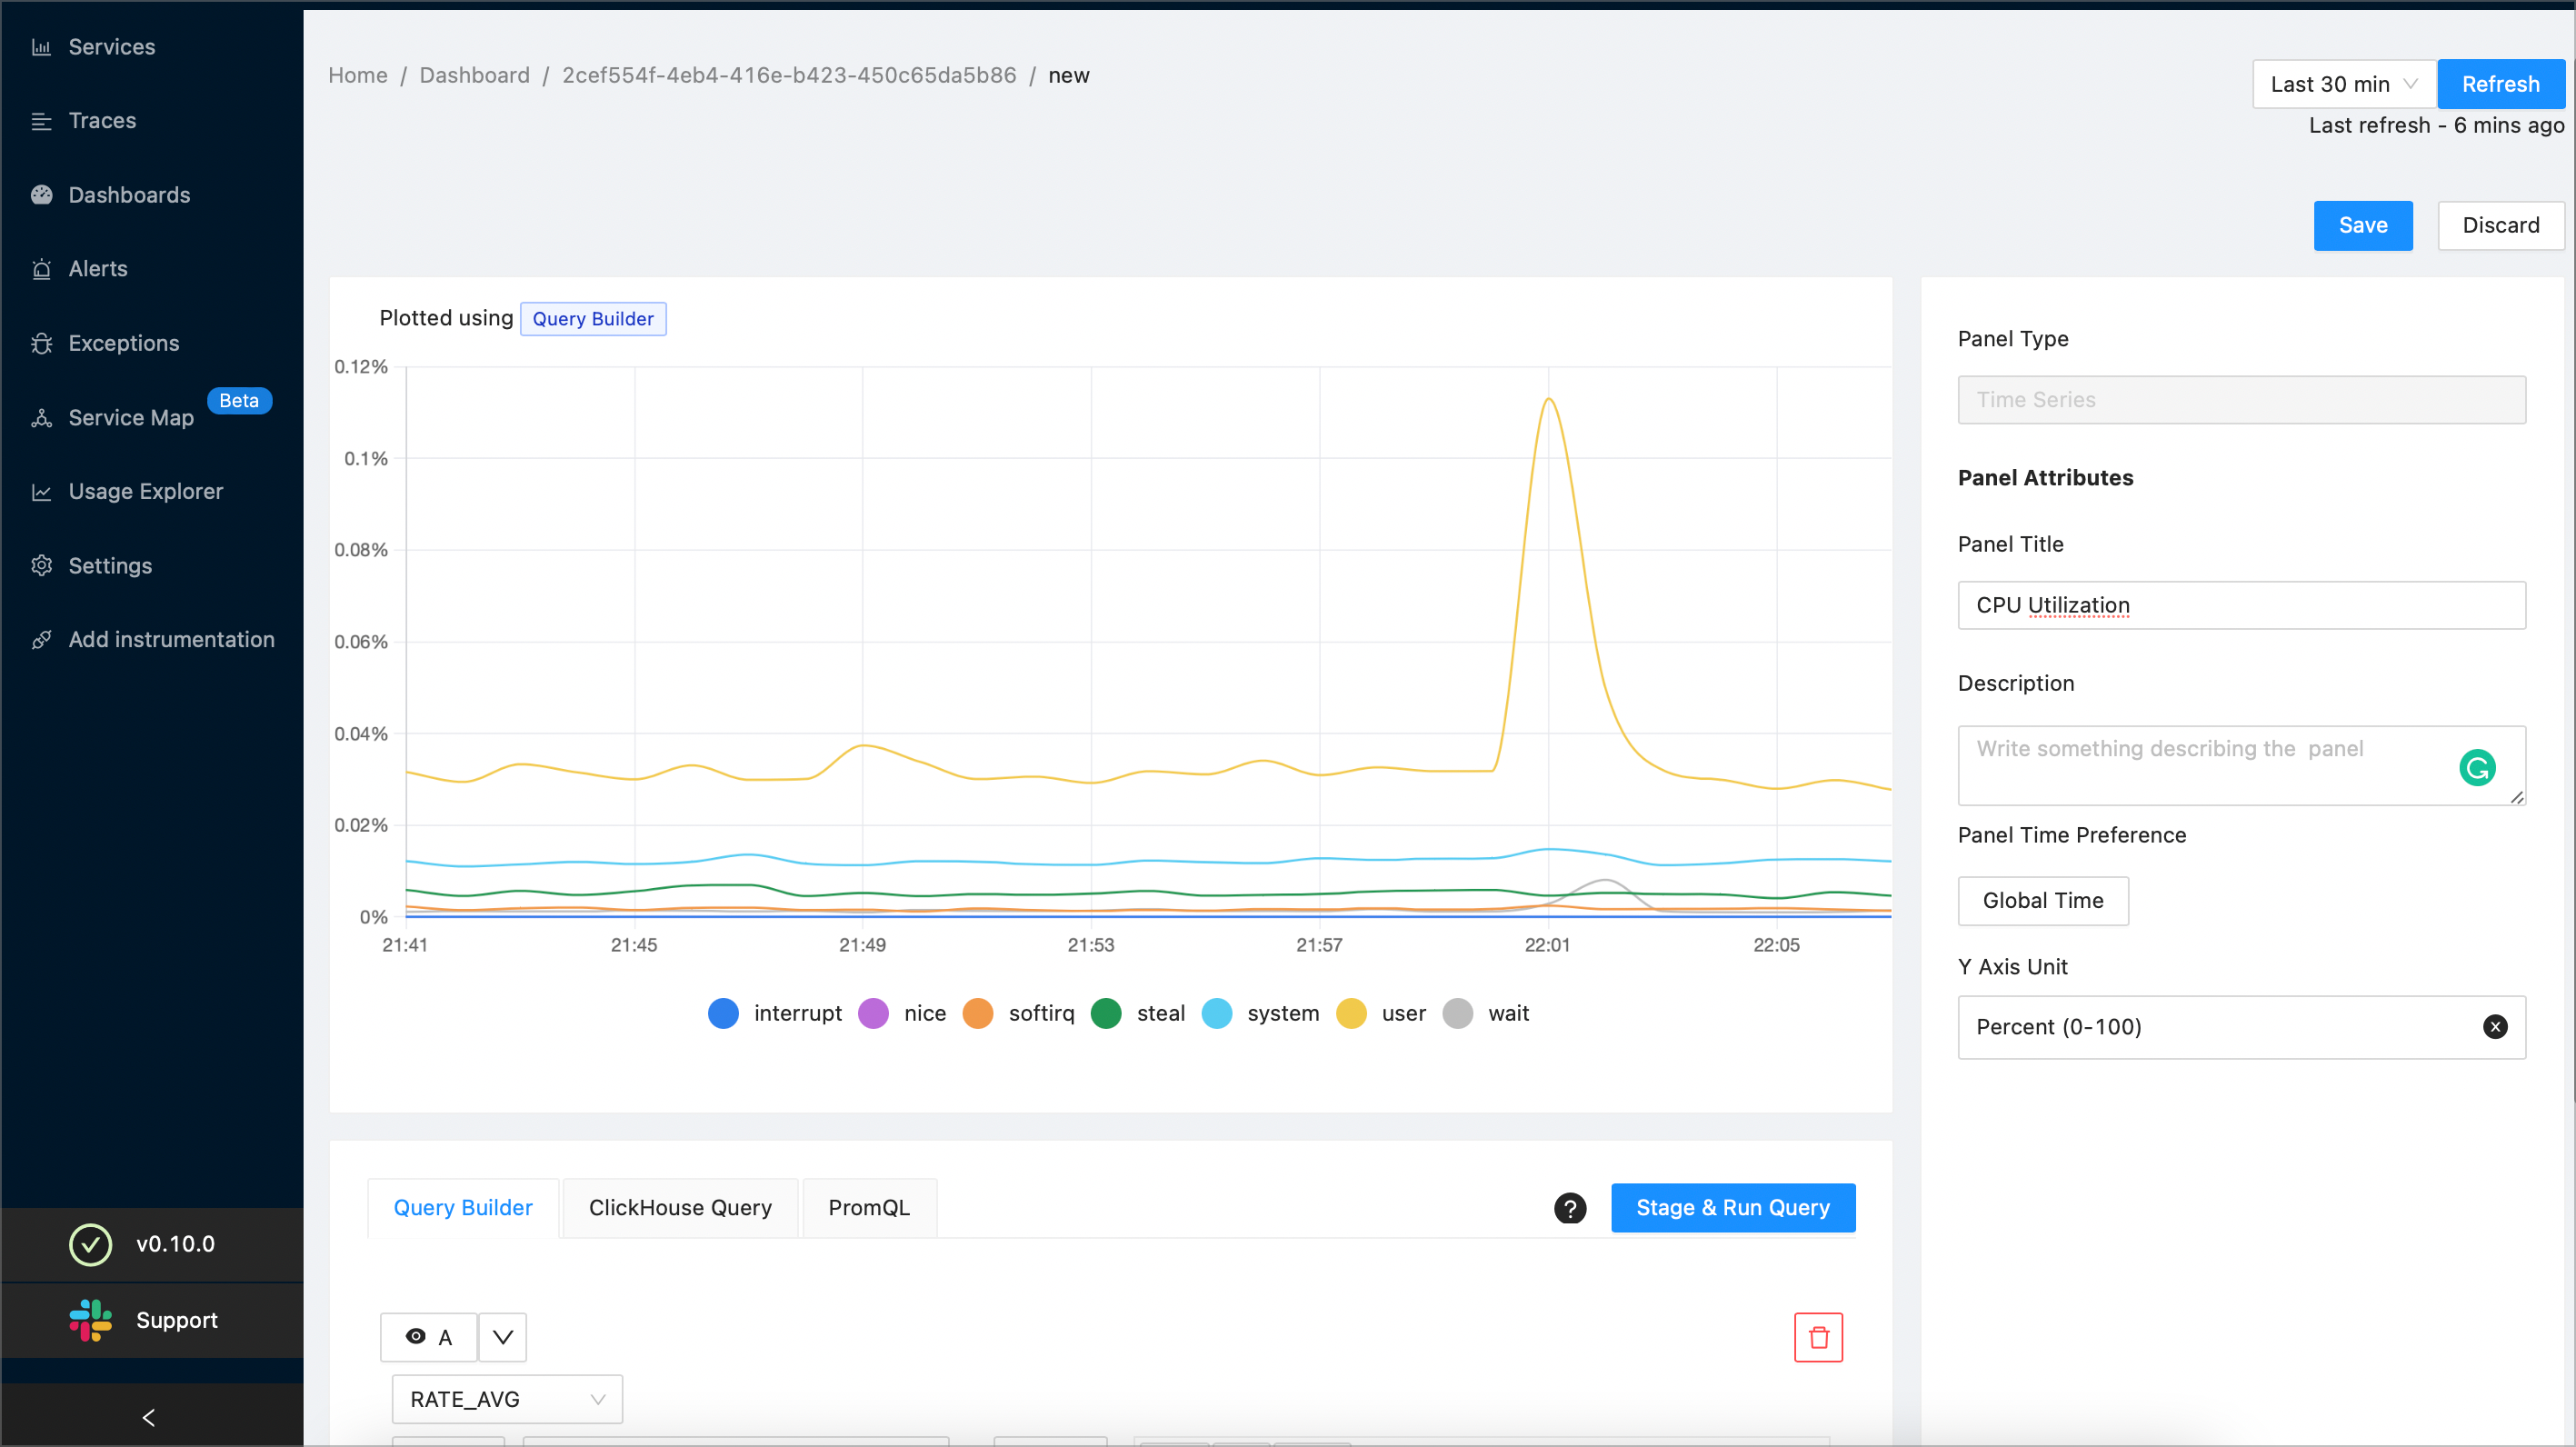 Services
Traces
Dashboards
Alerts
Exceptions
Service Map Beta
Usage Explorer
Settings
Add instrumentation
v0.10.0
Support
Home / Dashboard / 2cef554f-4eb4-416e-b423-450c65da5b86 / new
Last 30 min
Refresh
Last refresh - 6 mins ago
Save
Discard
Plotted using Query Builder
0.12%
0.1%
0.08%
0.06%
0.04%
0.02%
0%
21:41 21:45 21:49 21:53 21:57 22:01 22:05
interrupt nice softirq steal system user wait
Panel Type
Time Series
Panel Attributes
Panel Title
CPU Utilization
Description
Write something describing the  panel
Panel Time Preference
Global Time
Y Axis Unit
Percent (0-100)
Query Builder ClickHouse Query PromQL
?
Stage & Run Query
A
RATE_AVG